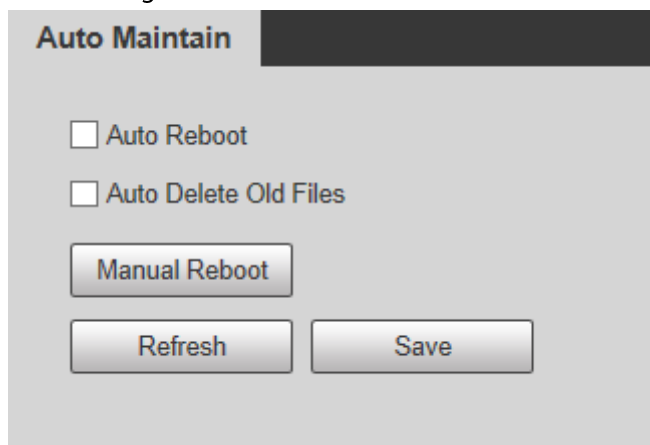 Auto Maintain
Auto Reboot
Auto Delete Old Files
Manual Reboot
Refresh Save